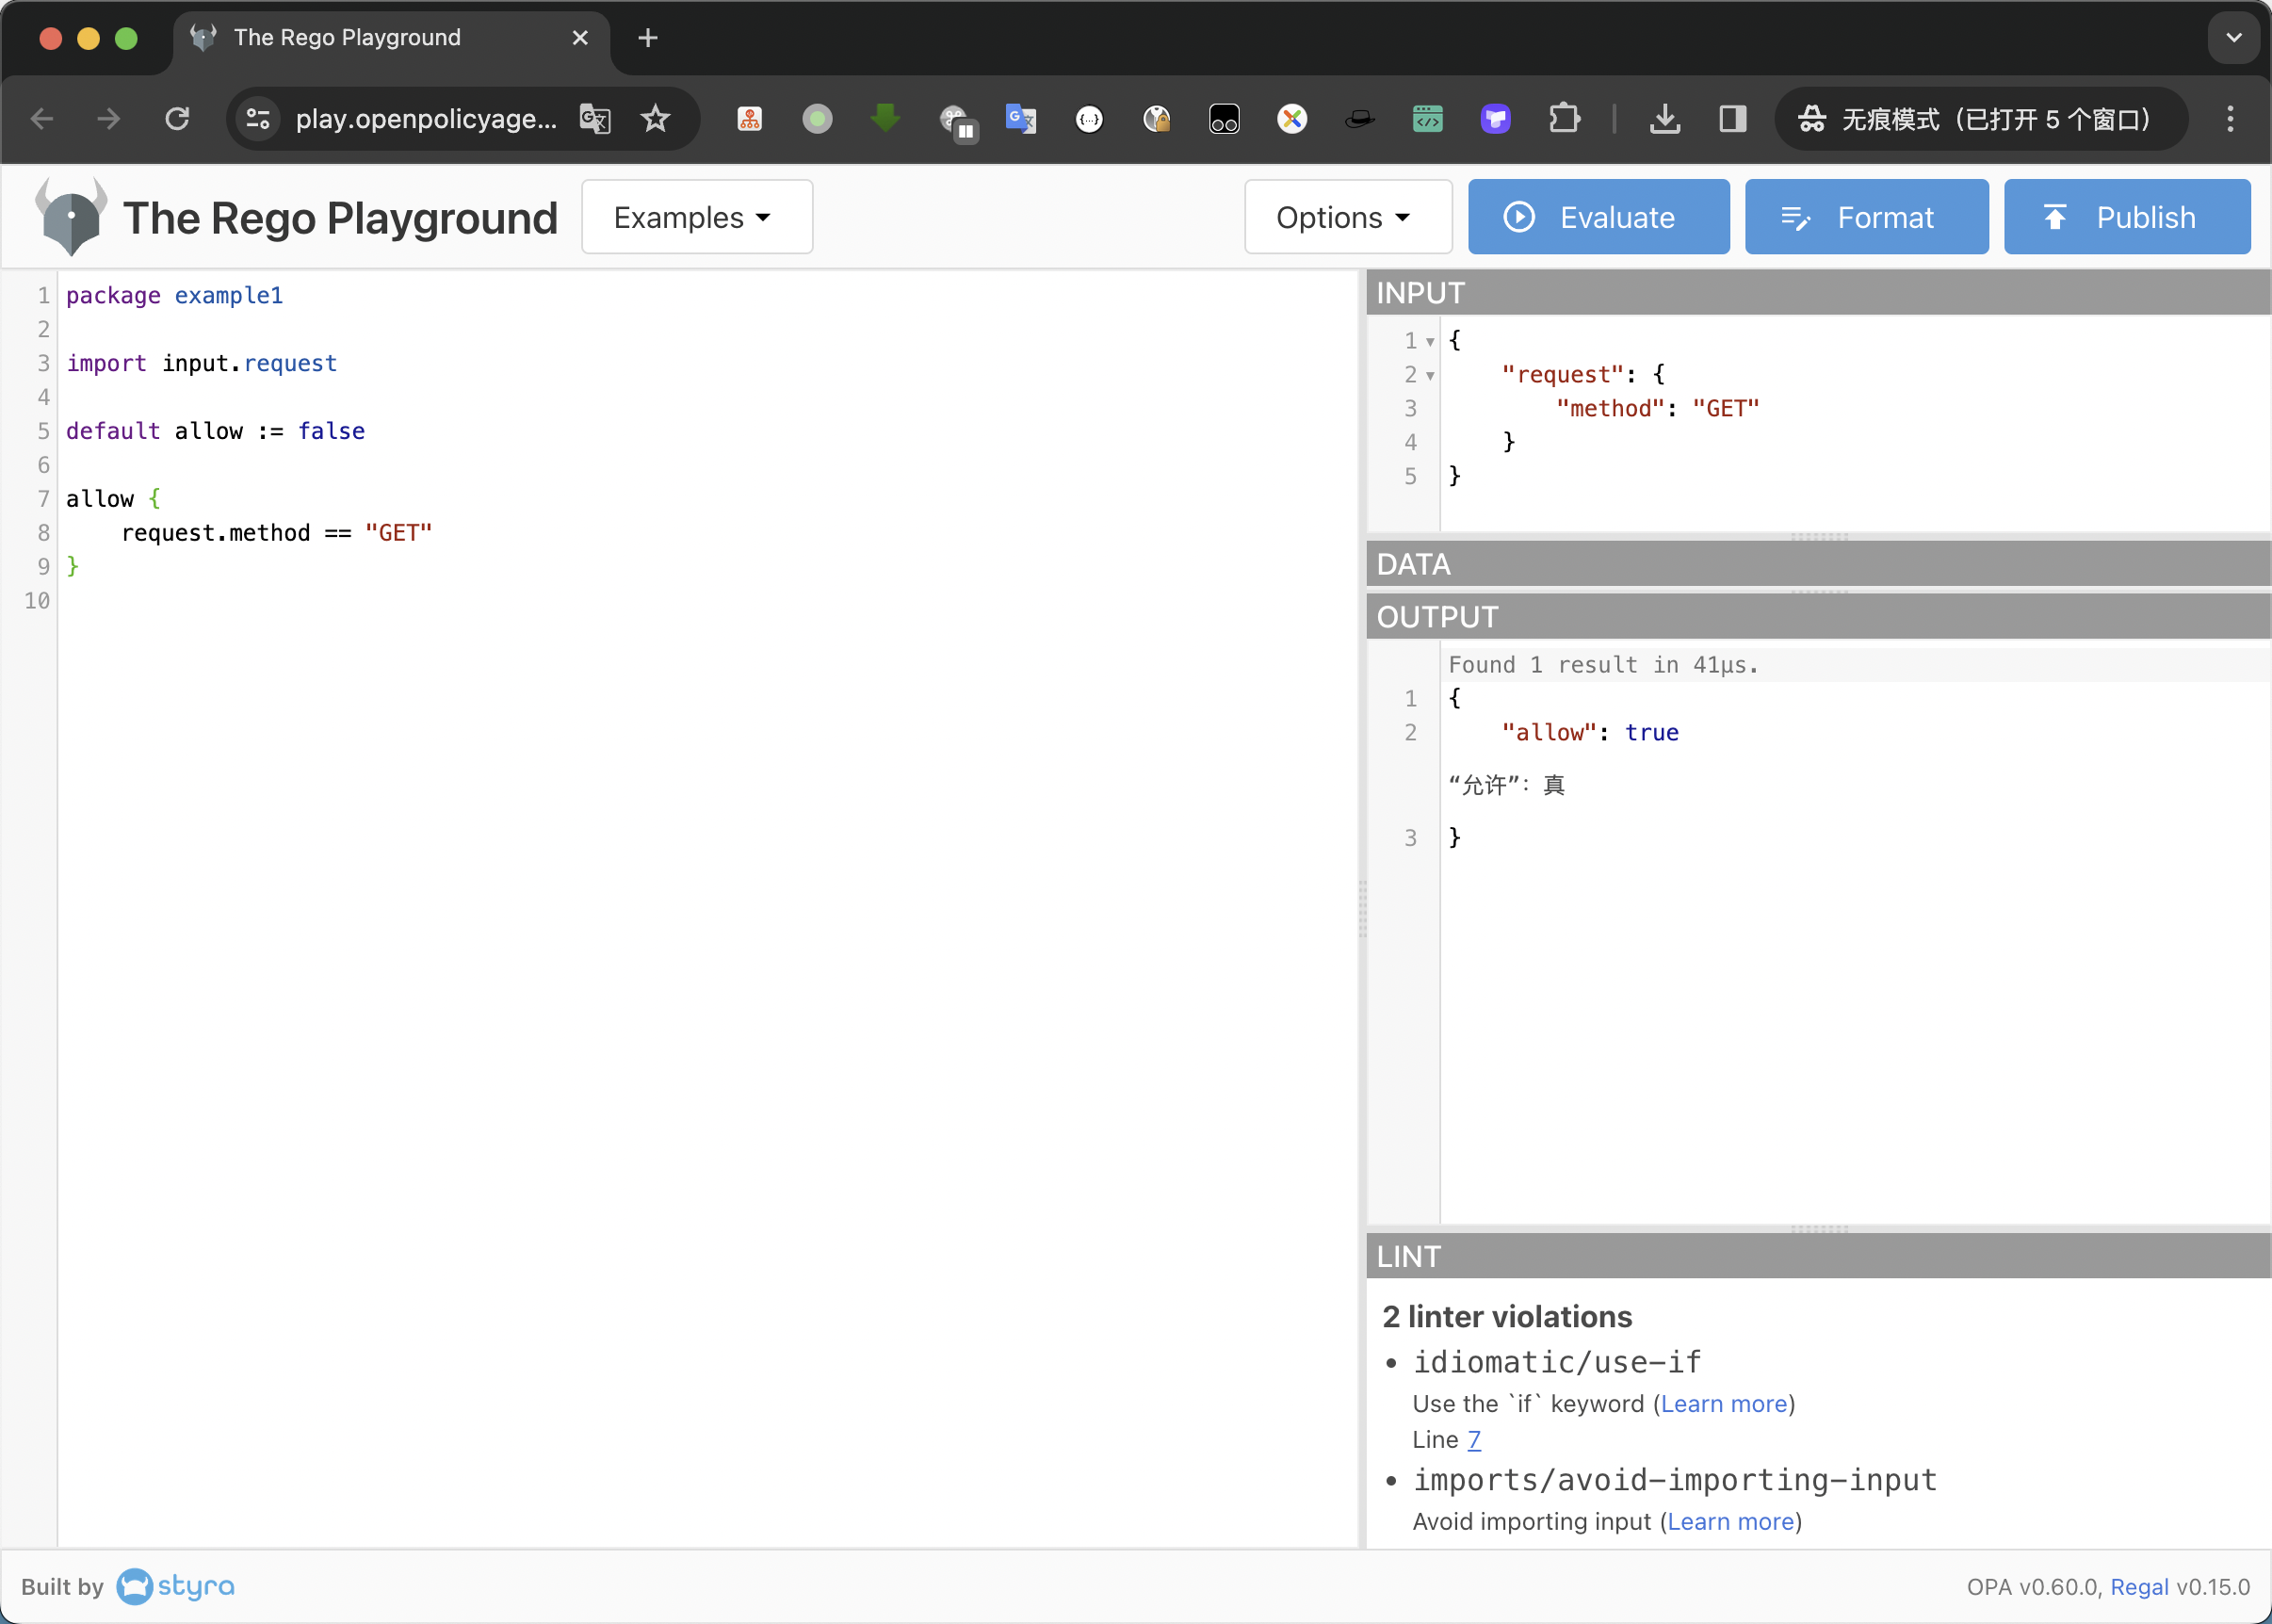 The Rego Playground
play.openpolicyage...
无痕模式（已打开 5 个窗口）
The Rego Playground
Examples
Options
Evaluate
Format
Publish
1 package example1
2
3 import input.request
4
5 default allow := false
6
7 allow {
8     request.method == "GET"
9 }
10
INPUT
1 {
2     "request": {
3         "method": "GET"
4     }
5 }
DATA
OUTPUT
Found 1 result in 41µs.
1 {
2     "allow": true
“允许”：真
3 }
LINT
2 linter violations
• idiomatic/use-if
Use the `if` keyword (Learn more)
Line 7
• imports/avoid-importing-input
Avoid importing input (Learn more)
Built by styra
OPA v0.60.0, Regal v0.15.0